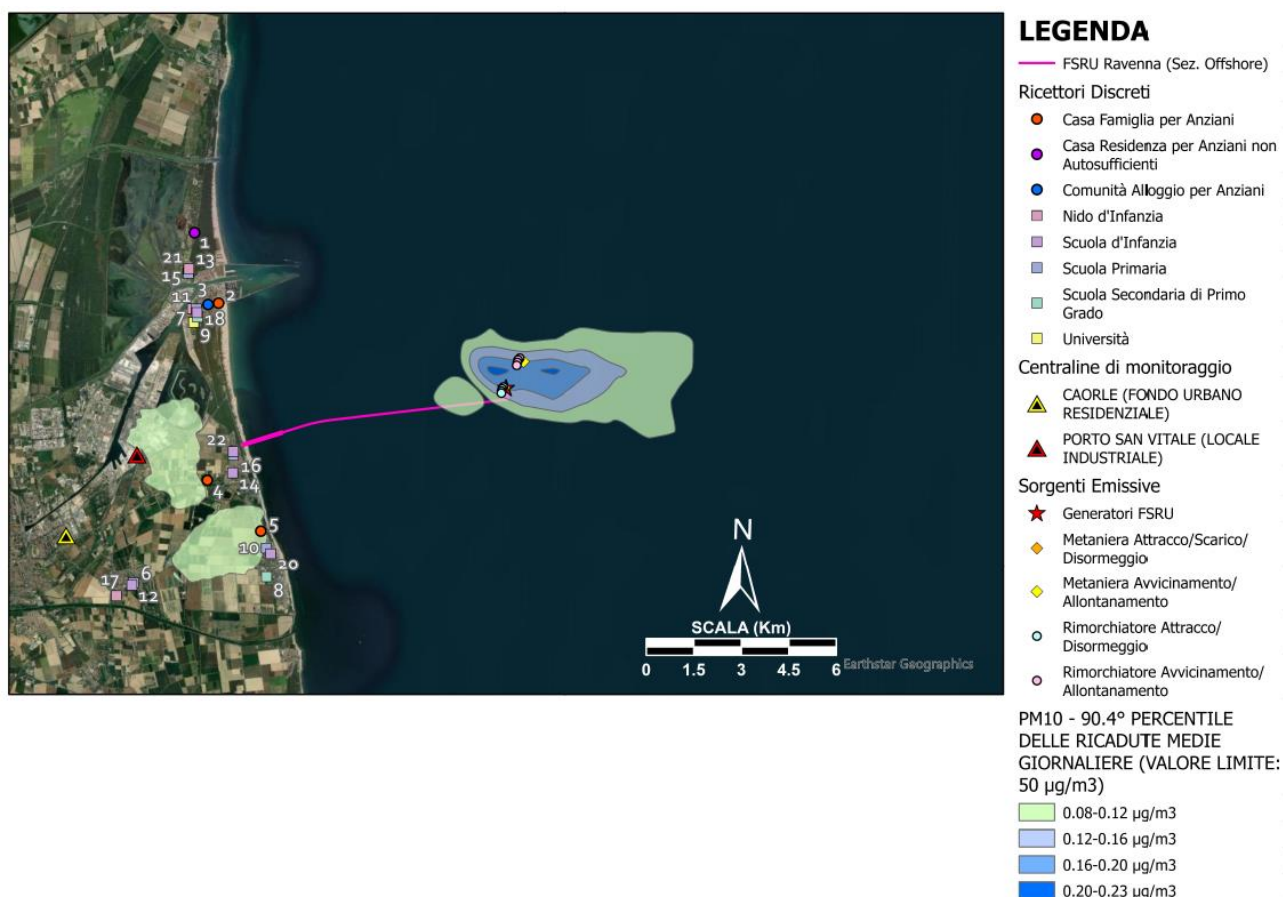 LEGENDA
FSRU Ravenna (Sez. Offshore)
Ricettori Discreti
Casa Famiglia per Anziani
Casa Residenza per Anziani non
Autosufficienti
Comunità Alloggio per Anziani
Nido d'Infanzia
Scuola d'Infanzia
Scuola Primaria
Scuola Secondaria di Primo
Grado
Università
Centraline di monitoraggio
CAORLE (FONDO URBANO
RESIDENZIALE)
PORTO SAN VITALE (LOCALE
INDUSTRIALE)
Sorgenti Emissive
Generatori FSRU
Metaniera Attracco/Scarico/
Disormeggio
Metaniera Avvicinamento/
Allontanamento
Rimorchiatore Attracco/
Disormeggio
Rimorchiatore Avvicinamento/
Allontanamento
PM10 - 90.4° PERCENTILE
DELLE RICADUTE MEDIE
GIORNALIERE (VALORE LIMITE:
50 µg/m3)
0.08-0.12 µg/m3
0.12-0.16 µg/m3
0.16-0.20 µg/m3
0.20-0.23 µg/m3
1
21 13
15
3 2
11
7 18
9
22
16
4 14
5
10
20
17 6
12 8
N
SCALA (Km)
0 1.5 3 4.5 6
Earthstar Geographics